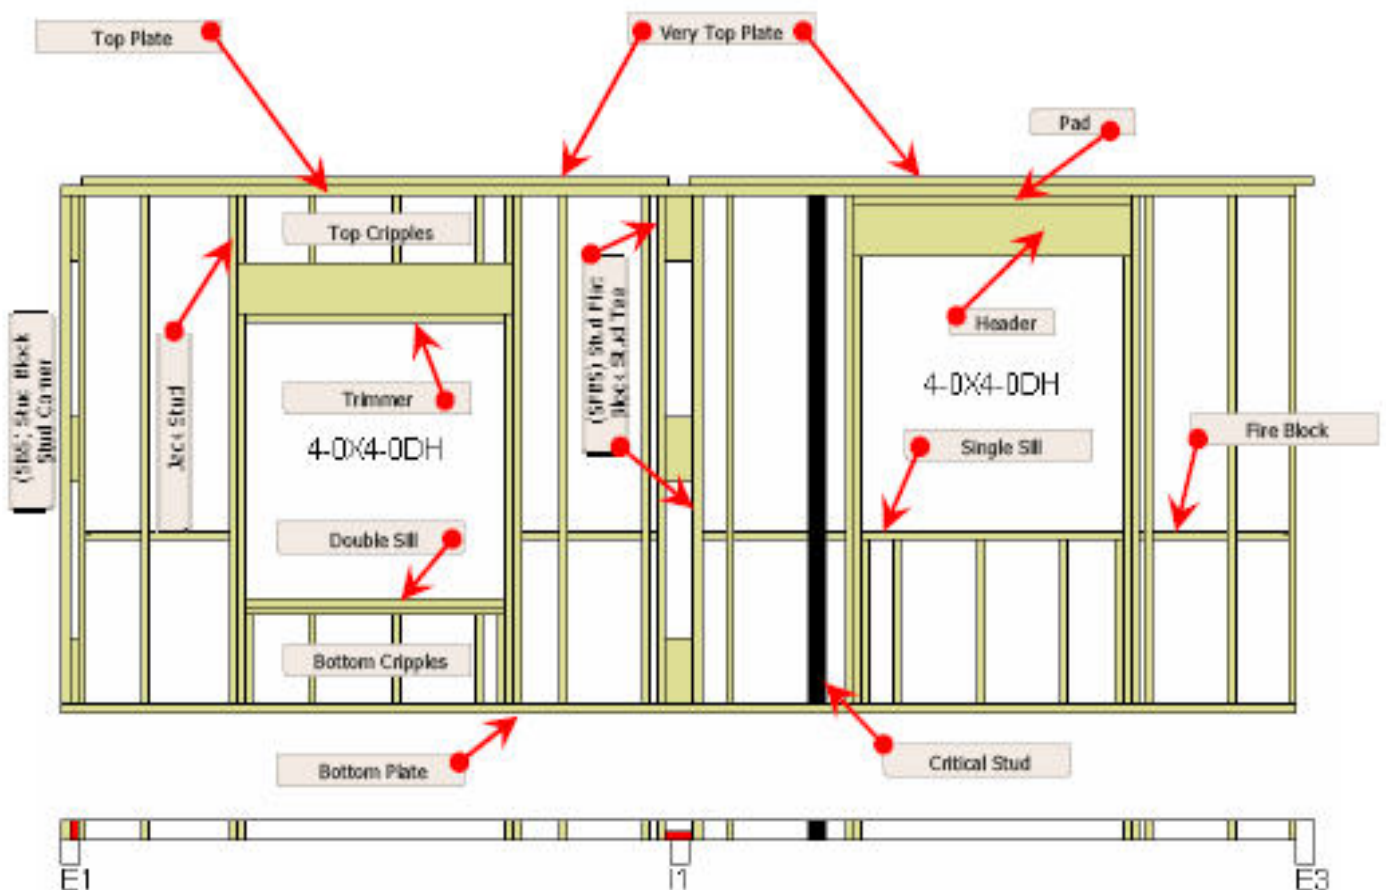 Top Plate
Very Top Plate
Pad
Top Cripples
(SBS) Stud Block
Stud Corner
Jack Stud
(SFBS) Stud Flat
Block Stud Tee
Header
4-0X4-0DH
Trimmer
4-0X4-0DH
Single Sill
Fire Block
Double Sill
Bottom Cripples
Bottom Plate
Critical Stud
E1
I1
E3